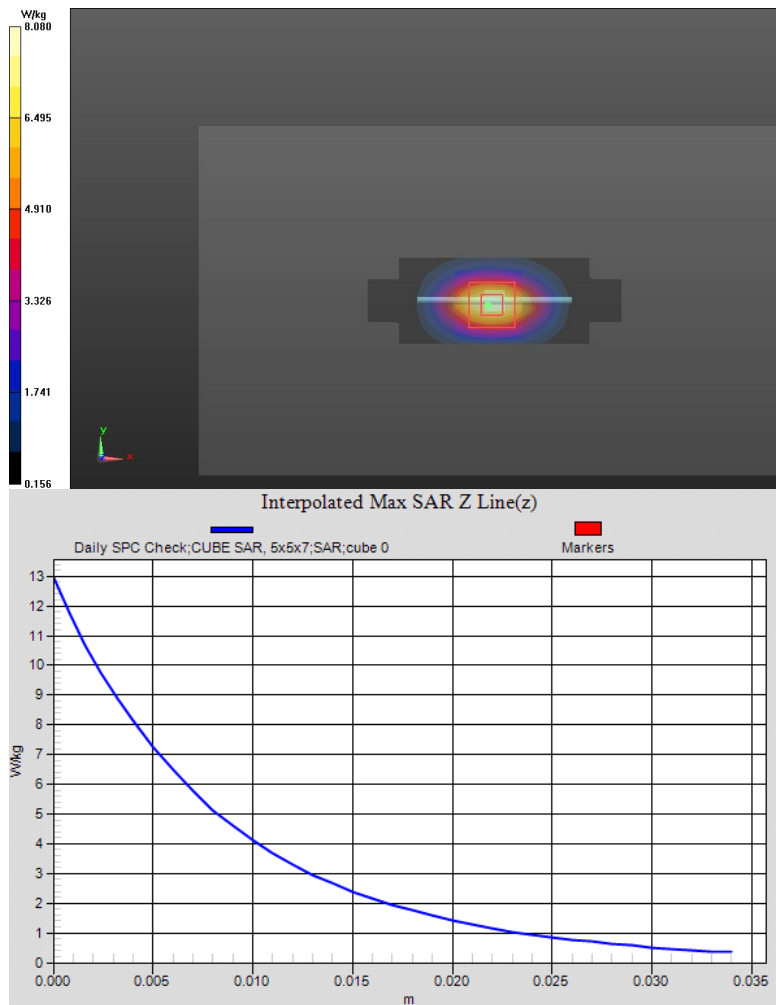 W/kg
8.080
6.495
4.910
3.326
1.741
0.156
y
x
Interpolated Max SAR Z Line(z)
Daily SPC Check;CUBE SAR, 5x5x7;SAR;cube 0
Markers
13
12
11
10
9
8
7
6
5
4
3
2
1
0
W/kg
0.000 0.005 0.010 0.015 0.020 0.025 0.030 0.035
m